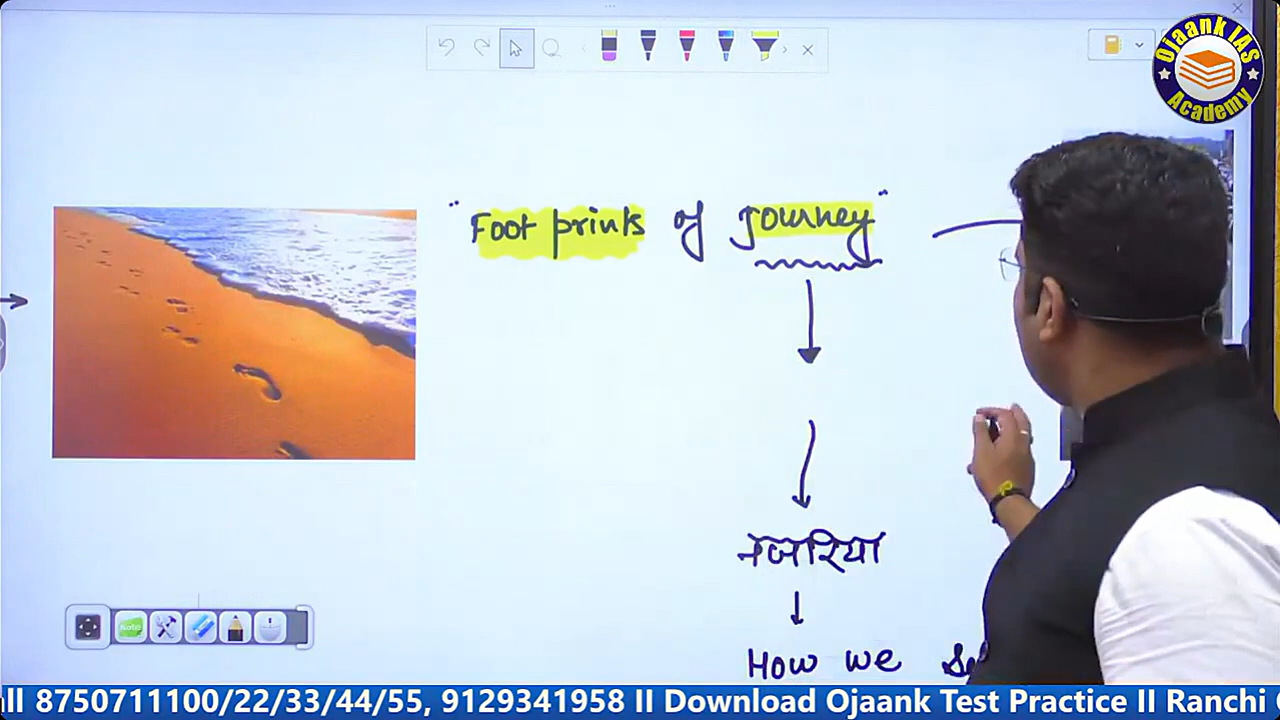 Ojaank IAS
Academy
"Foot prints of Journey"
नजरिया
How we
Note
ll 8750711100/22/33/44/55, 9129341958 II Download Ojaank Test Practice II Ranchi